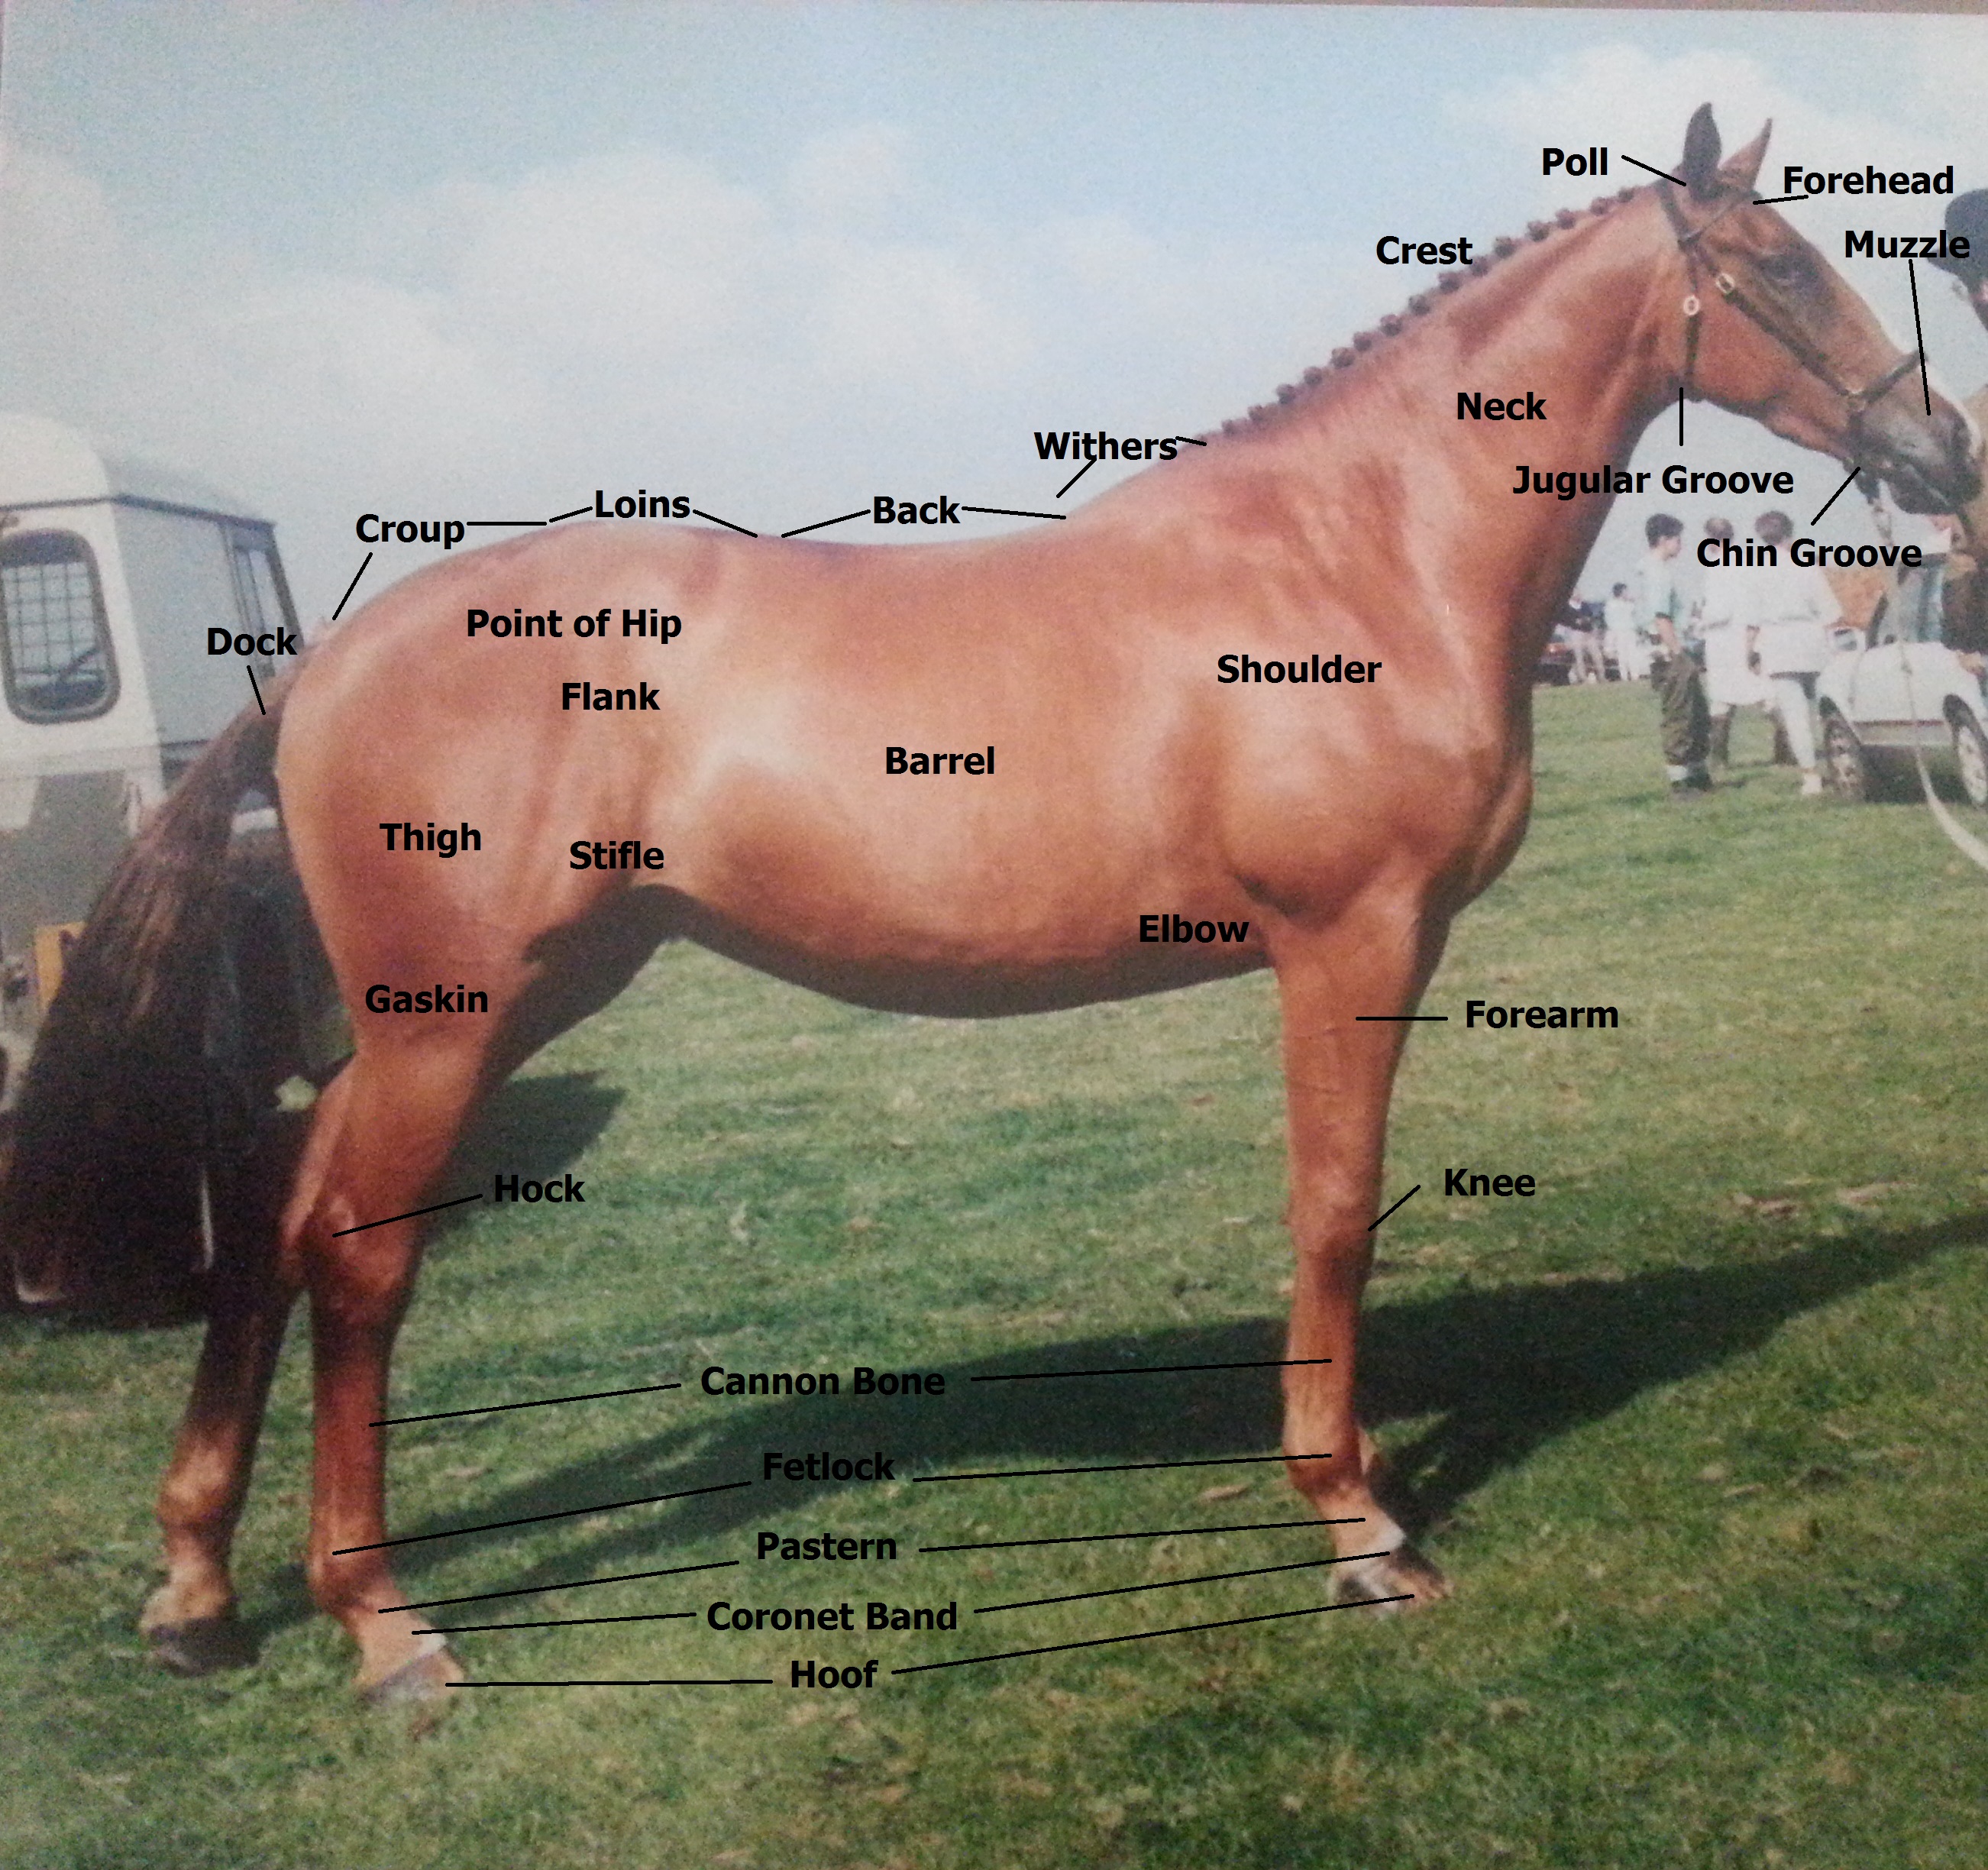 Poll
Forehead
Muzzle
Crest
Neck
Jugular Groove
Chin Groove
Withers
Back
Loins
Croup
Dock
Point of Hip
Flank
Thigh
Stifle
Gaskin
Barrel
Shoulder
Elbow
Forearm
Knee
Hock
Cannon Bone
Fetlock
Pastern
Coronet Band
Hoof